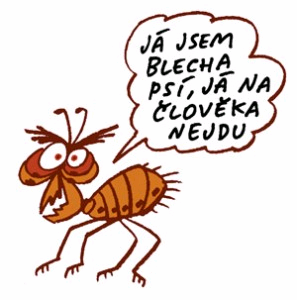 JÁ JSEM
BLECHA
PSÍ, JÁ NA
ČLOVĚKA
NEJDU